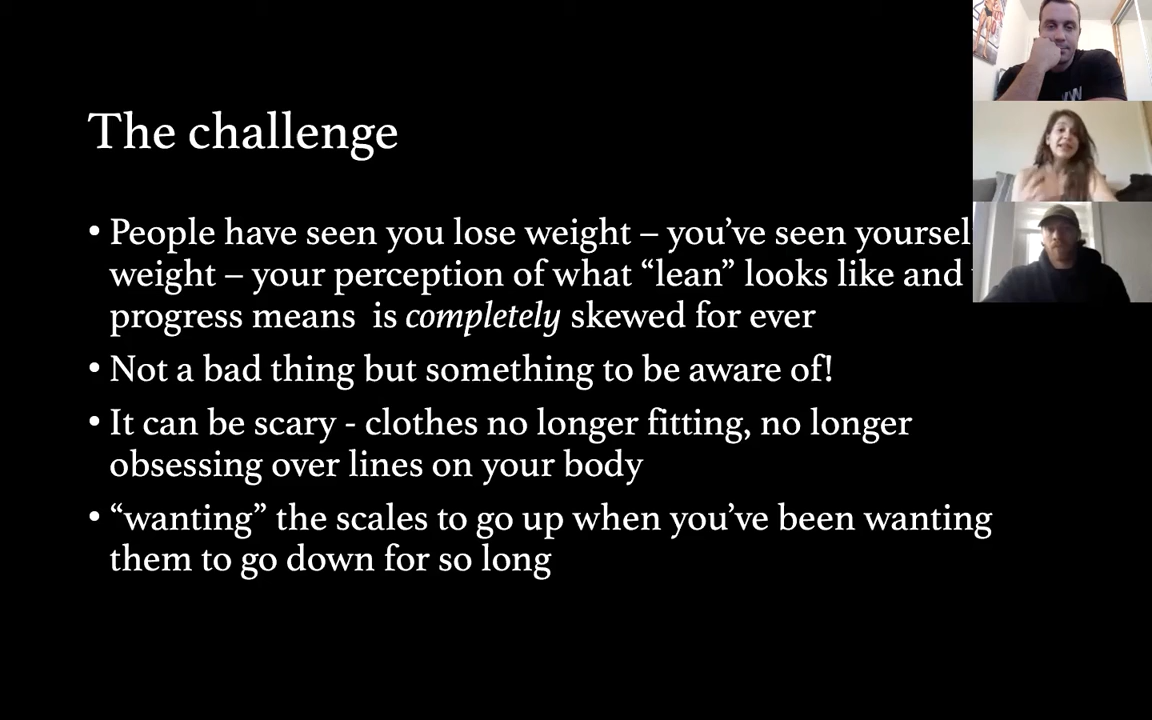 The challenge
• People have seen you lose weight – you’ve seen yoursel
weight – your perception of what “lean” looks like and
progress means  is completely skewed for ever
• Not a bad thing but something to be aware of!
• It can be scary - clothes no longer fitting, no longer
obsessing over lines on your body
• “wanting” the scales to go up when you’ve been wanting
them to go down for so long